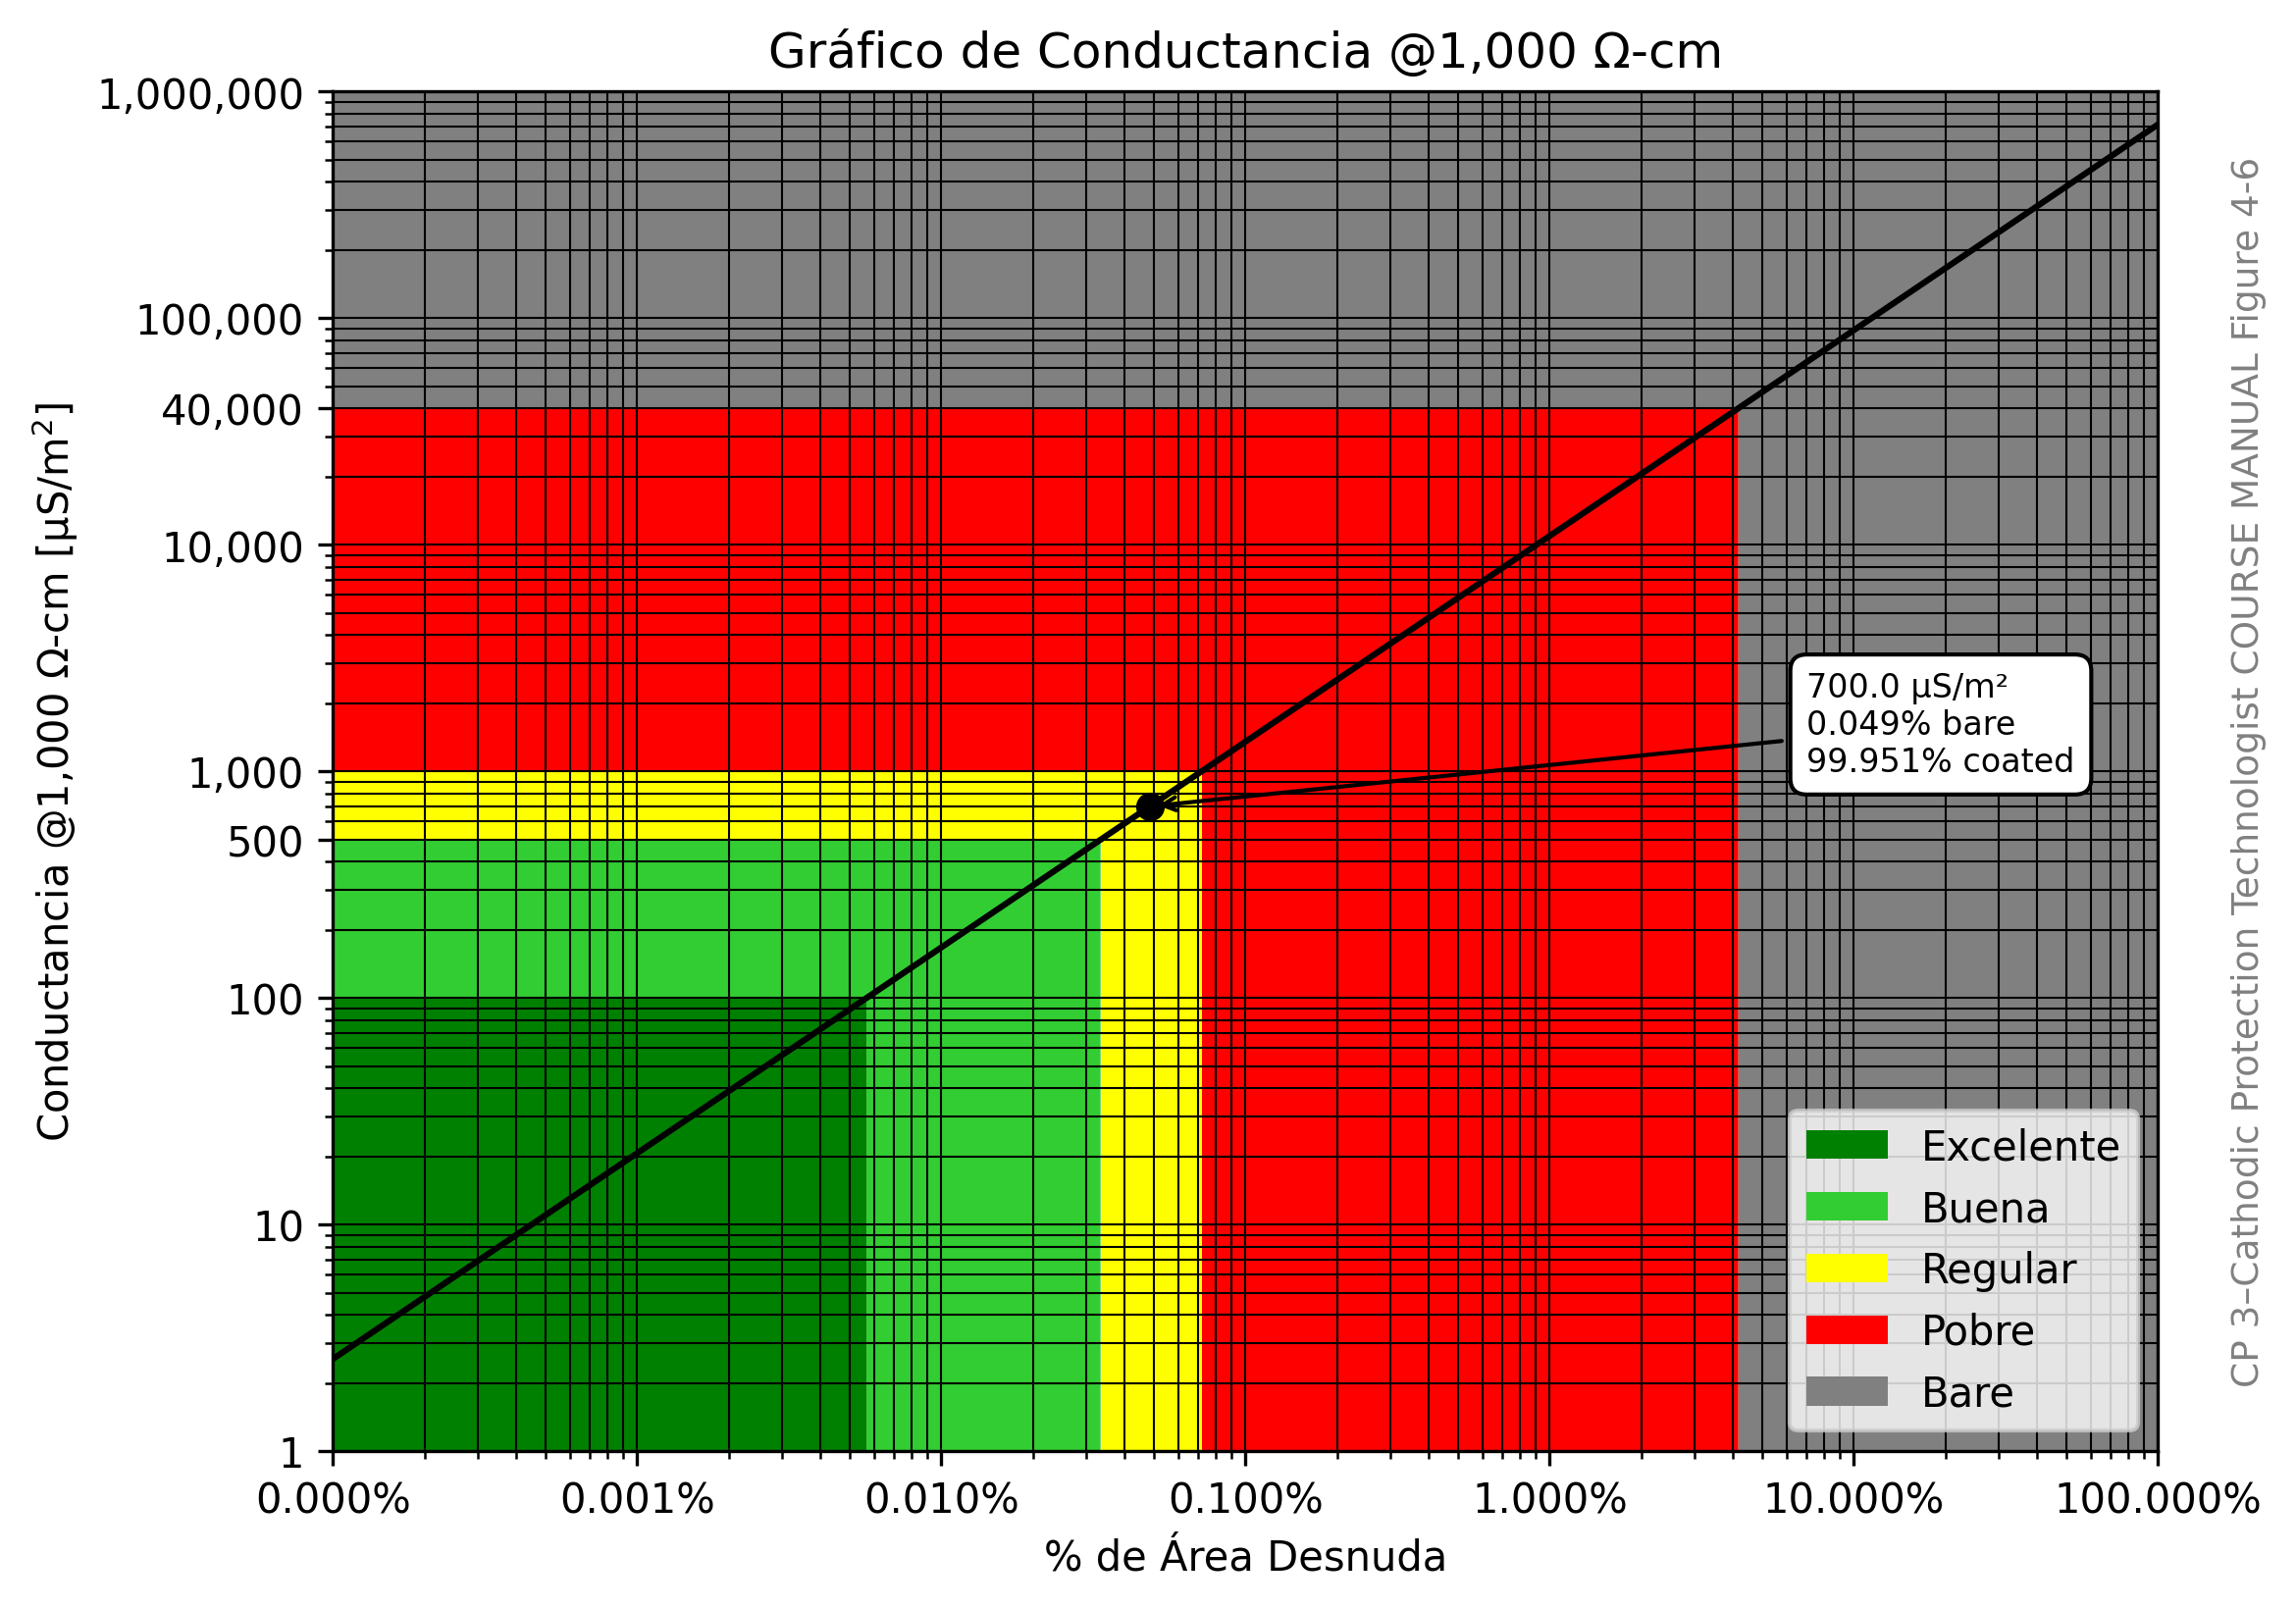 Gráfico de Conductancia @1,000 Ω-cm
1,000,000
100,000
40,000
10,000
1,000
500
100
10
1
Conductancia @1,000 Ω-cm [µS/m²]
700.0 µS/m²
0.049% bare
99.951% coated
Excelente
Buena
Regular
Pobre
Bare
0.000% 0.001% 0.010% 0.100% 1.000% 10.000% 100.000%
% de Área Desnuda
CP 3–Cathodic Protection Technologist COURSE MANUAL Figure 4-6